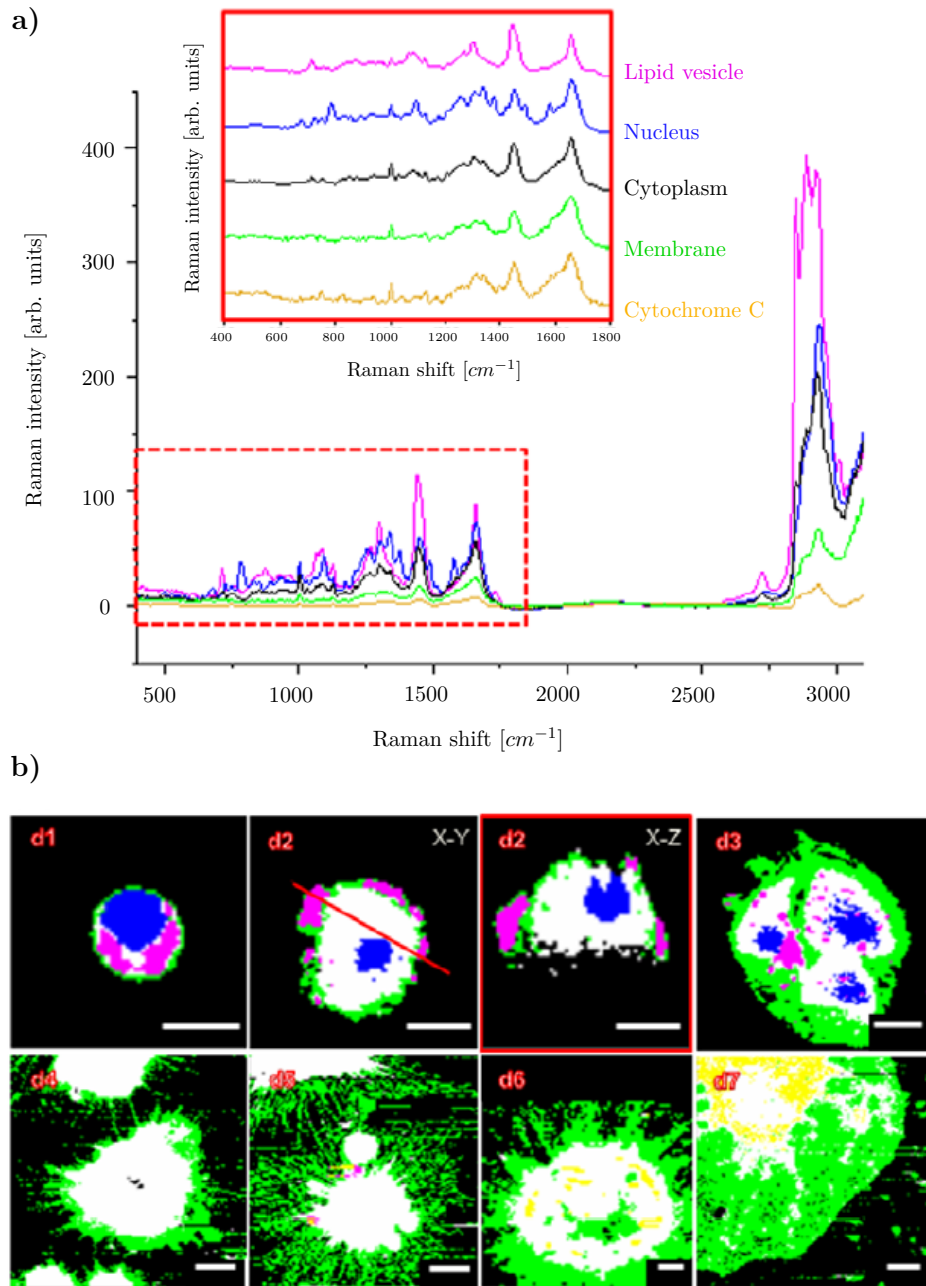 a)
Raman intensity [arb. units]
Lipid vesicle
Nucleus
Cytoplasm
Membrane
Cytochrome C
400 600 800 1000 1200 1400 1600 1800
Raman shift [cm⁻¹]
Raman intensity [arb. units]
400
300
200
100
0
500 1000 1500 2000 2500 3000
Raman shift [cm⁻¹]
b)
d1
d2 X-Y
d2 X-Z
d3
d4
d5
d6
d7